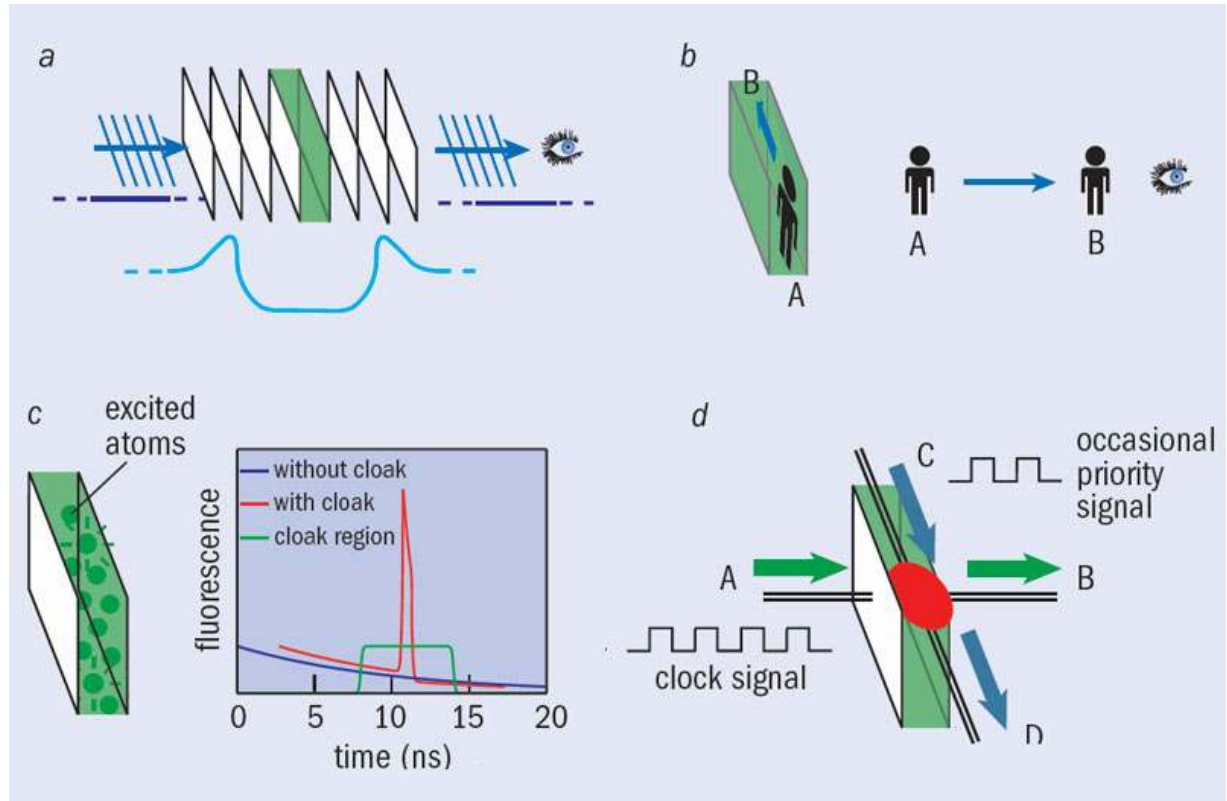 a
b
B
A
A
B
c
excited
atoms
without cloak
with cloak
cloak region
fluorescence
0
5
10
15
20
time (ns)
d
C
occasional
priority
signal
A
B
clock signal
D